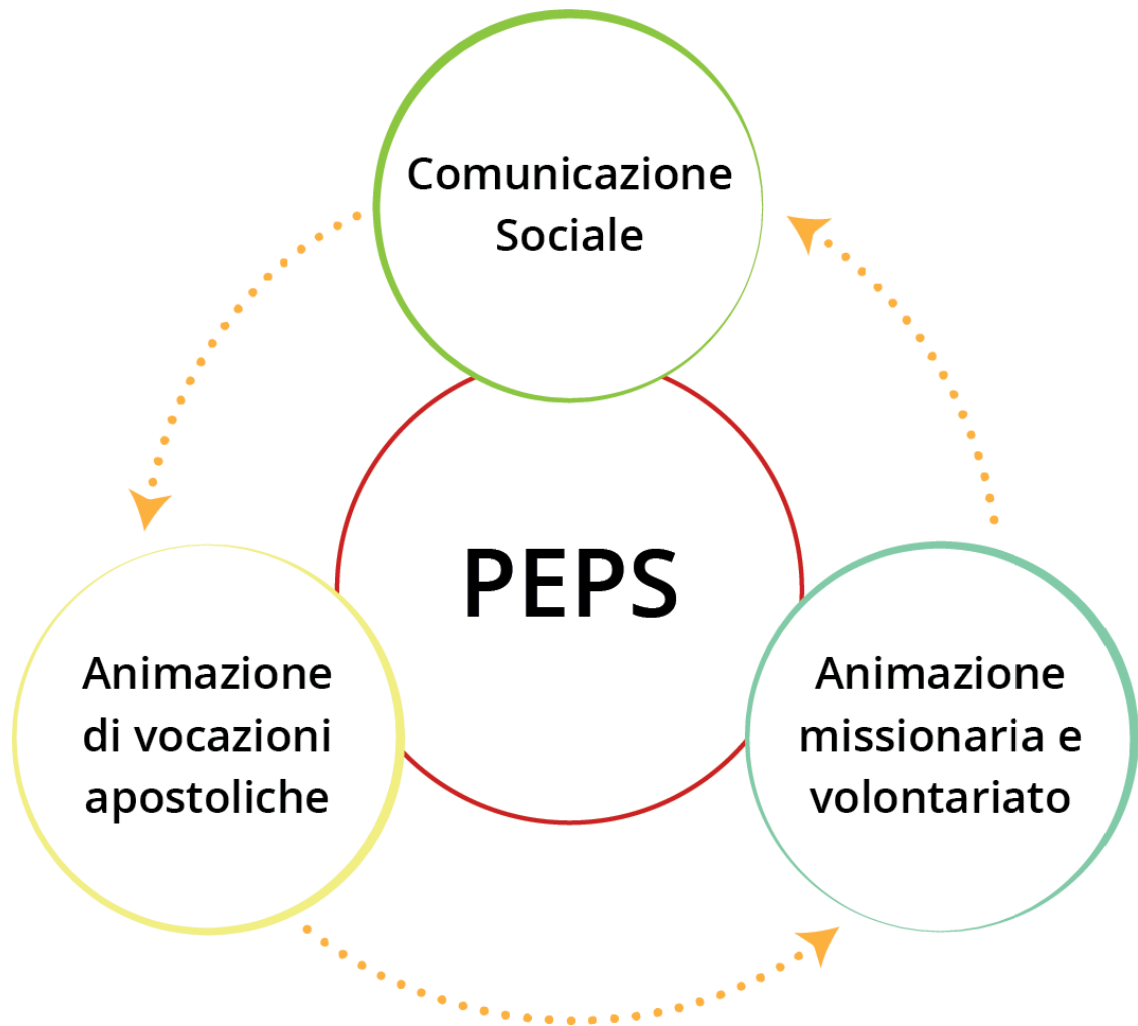 Comunicazione
Sociale
PEPS
Animazione
di vocazioni
apostoliche
Animazione
missionaria e
volontariato